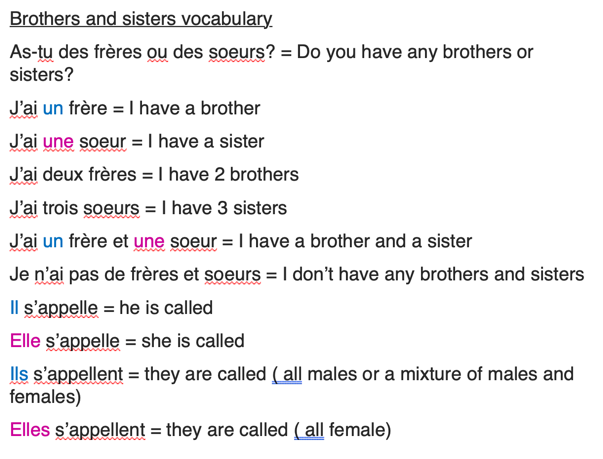 Brothers and sisters vocabulary
As-tu des frères ou des soeurs? = Do you have any brothers or
sisters?
J’ai un frère = I have a brother
J’ai une soeur = I have a sister
J’ai deux frères = I have 2 brothers
J’ai trois soeurs = I have 3 sisters
J’ai un frère et une soeur = I have a brother and a sister
Je n’ai pas de frères et soeurs = I don’t have any brothers and sisters
Il s’appelle = he is called
Elle s’appelle = she is called
Ils s’appellent = they are called ( all males or a mixture of males and
females)
Elles s’appellent = they are called ( all female)